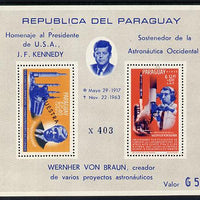 REPUBLICA DEL PARAGUAY
Homenaje al Presidente
de U.S.A.,
J. F. KENNEDY
Sostenedor de la
Astronáutica Occidental
Mayo 29-1917
Nov. 22-1963
PARAGUAY
X 403
WERNHER VON BRAUN, creador
de varios proyectos astronáuticos
Valor G 5